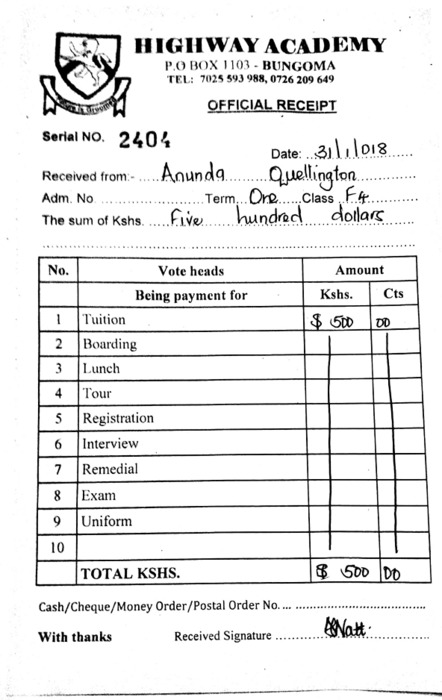 HIGHWAY ACADEMY
P.O BOX 1103 - BUNGOMA
TEL: 7025 593 988, 0726 209 649
OFFICIAL RECEIPT
Serial NO. 2404
Date: 31/1/018
Received from:- Anunda Quellington
Adm. No. Term One Class F4
The sum of Kshs. Five hundred dollars
No. Vote heads Amount
Being payment for Kshs. Cts
1 Tuition $ 500 00
2 Boarding
3 Lunch
4 Tour
5 Registration
6 Interview
7 Remedial
8 Exam
9 Uniform
10
TOTAL KSHS. $ 500 00
Cash/Cheque/Money Order/Postal Order No. ...
With thanks Received Signature